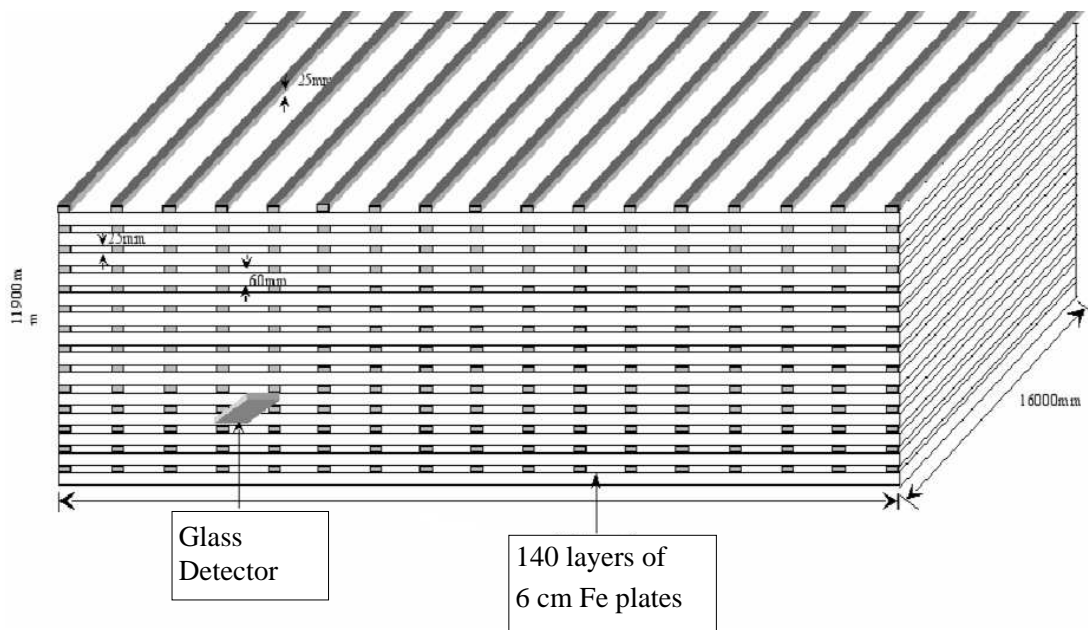 25mm
25mm
60mm
11900m
m
16000mm
Glass
Detector
140 layers of
6 cm Fe plates